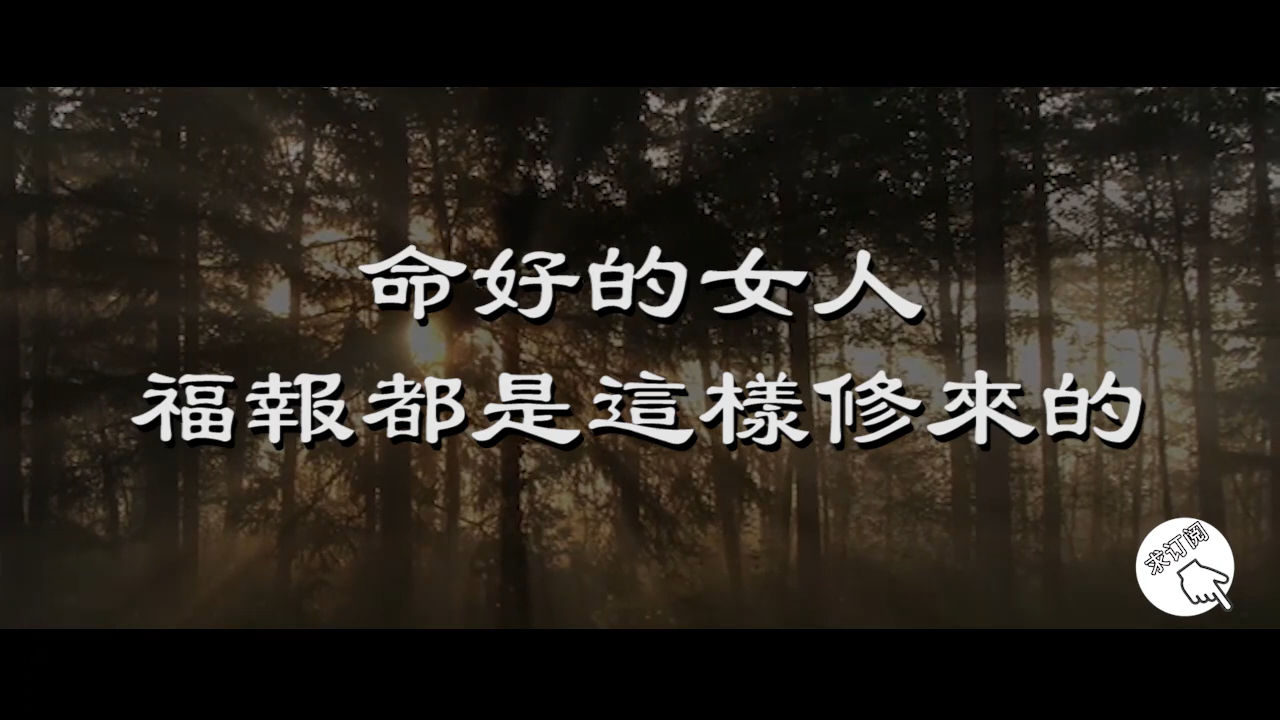 命好的女人
福報都是這樣修來的
求订阅